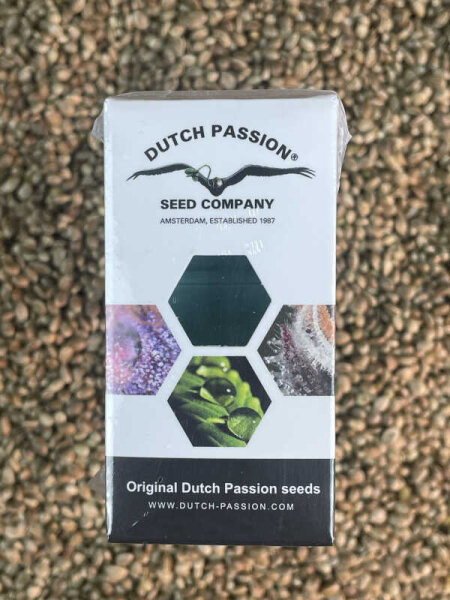 DUTCH PASSION®
SEED COMPANY
AMSTERDAM, ESTABLISHED 1987
Original Dutch Passion seeds
WWW.DUTCH-PASSION.COM